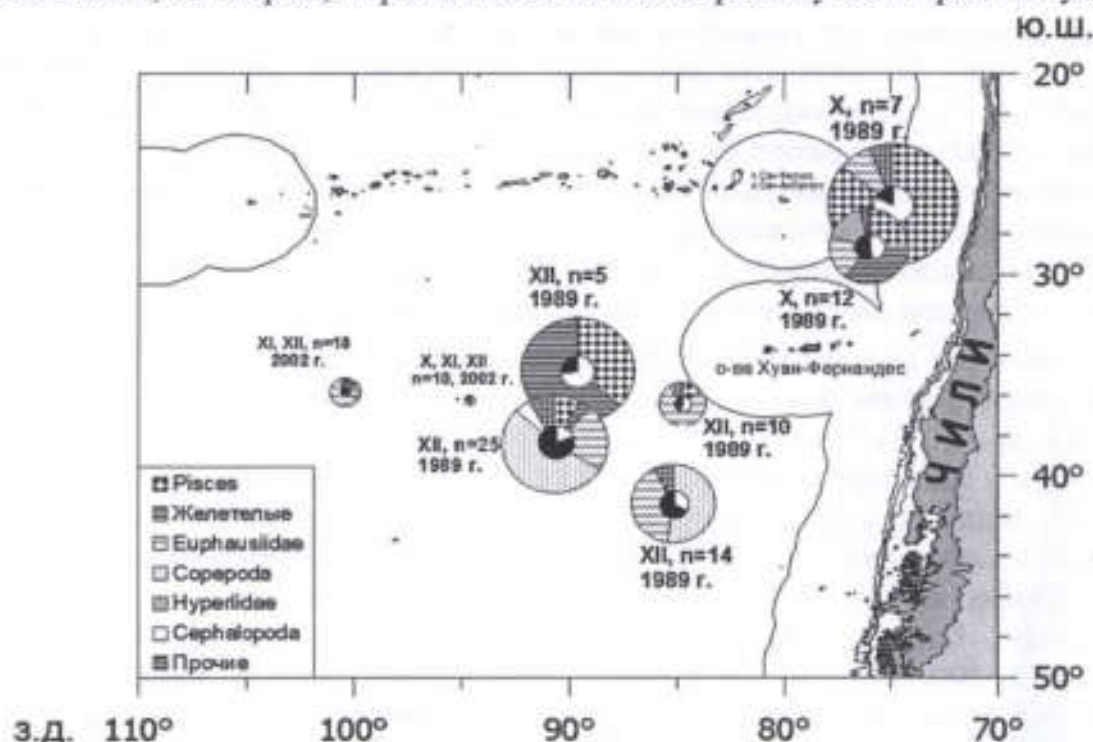 Ю.Ш.
20°
X, n=7
1989 г.
30°
XII, n=5
1989 г.
X, n=12
1989 г.
XI, XII, n=18
2002 г.
X, XI, XII
n=10, 2002 г.
о-ва Хуан-Фернандес
XII, n=25
1989 г.
XII, n=10
1989 г.
ЧИЛИ
40°
XII, n=14
1989 г.
Pisces
Желетелые
Euphausiidae
Copepoda
Hyperiidae
Cephalopoda
Прочие
50°
З.Д. 110° 100° 90° 80° 70°